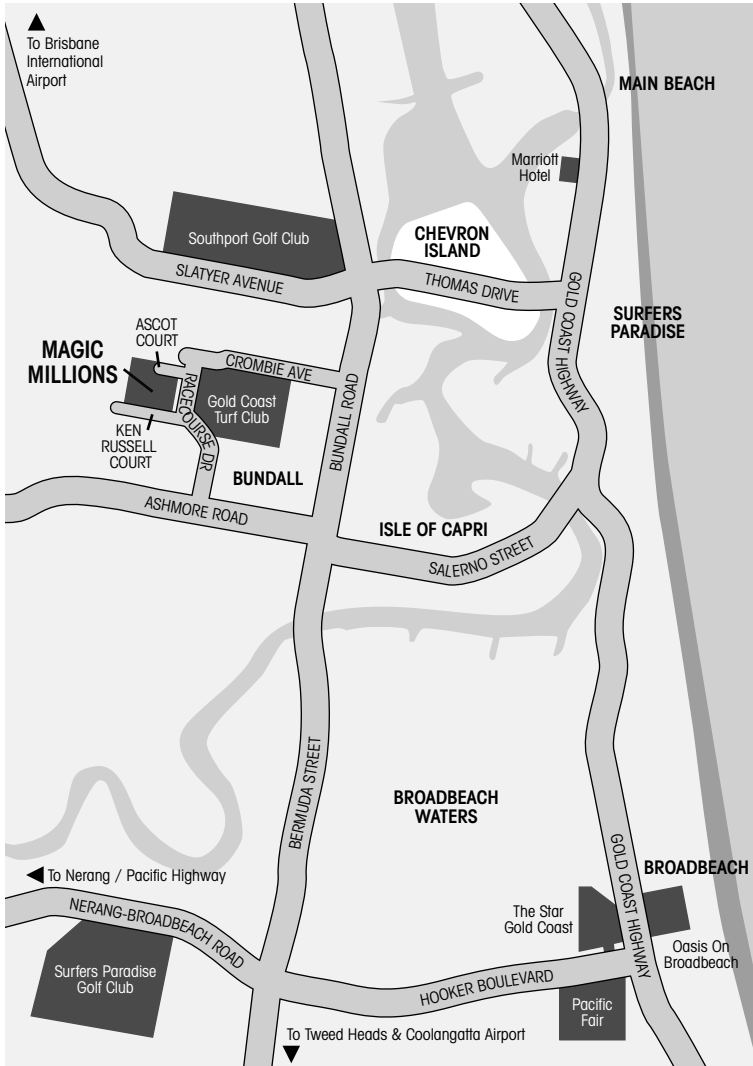 To Brisbane
International
Airport
MAIN BEACH
Marriott
Hotel
Southport Golf Club
CHEVRON
ISLAND
SLATYER AVENUE
THOMAS DRIVE
GOLD COAST HIGHWAY
SURFERS
PARADISE
ASCOT
COURT
MAGIC
MILLIONS
CROMBIE AVE
RACECOURSE DR
Gold Coast
Turf Club
BUNDALL ROAD
KEN
RUSSELL
COURT
BUNDALL
ASHMORE ROAD
ISLE OF CAPRI
SALERNO STREET
BERMUDA STREET
BROADBEACH
WATERS
GOLD COAST HIGHWAY
BROADBEACH
To Nerang / Pacific Highway
NERANG-BROADBEACH ROAD
The Star
Gold Coast
Oasis On
Broadbeach
Surfers Paradise
Golf Club
HOOKER BOULEVARD
Pacific
Fair
To Tweed Heads & Coolangatta Airport